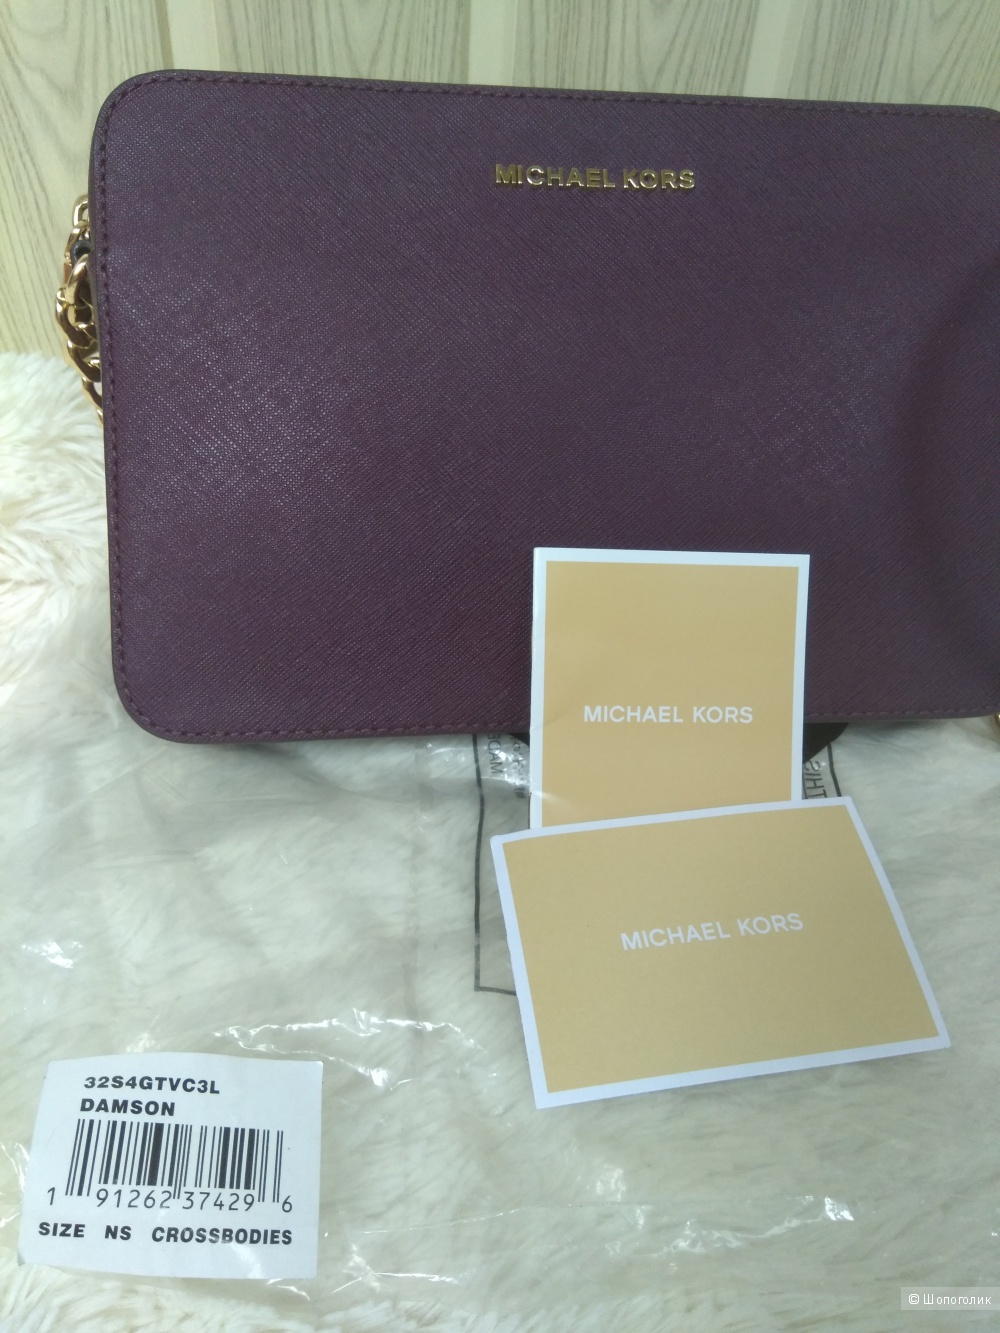 MICHAEL KORS
MICHAEL KORS
MICHAEL KORS
32S4GTVC3L
DAMSON
1 91262 37429 6
SIZE NS CROSSBODIES
© Шопоголик